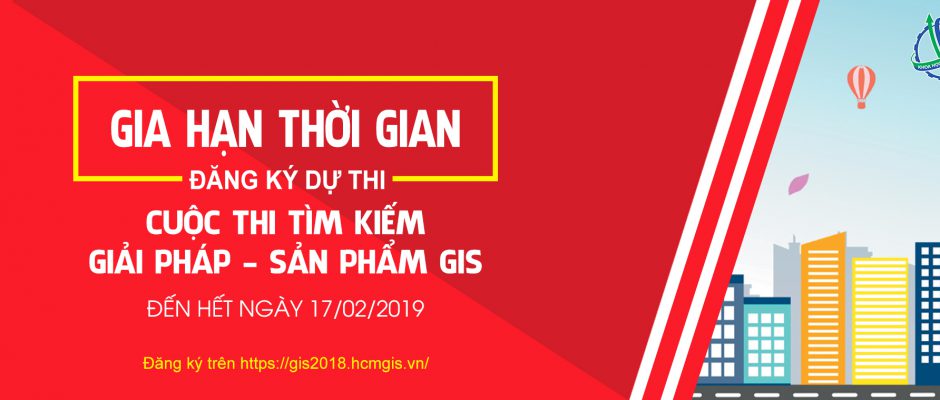 GIA HẠN THỜI GIAN
ĐĂNG KÝ DỰ THI
CUỘC THI TÌM KIẾM
GIẢI PHÁP – SẢN PHẨM GIS
ĐẾN HẾT NGÀY 17/02/2019
Đăng ký trên https://gis2018.hcmgis.vn/